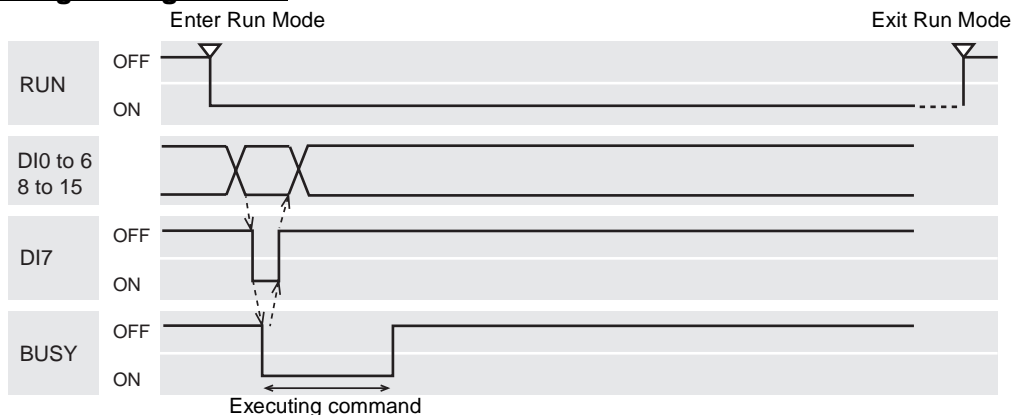 Enter Run Mode Exit Run Mode
RUN OFF
ON
DI0 to 6
8 to 15
DI7 OFF
ON
BUSY OFF
ON
Executing command